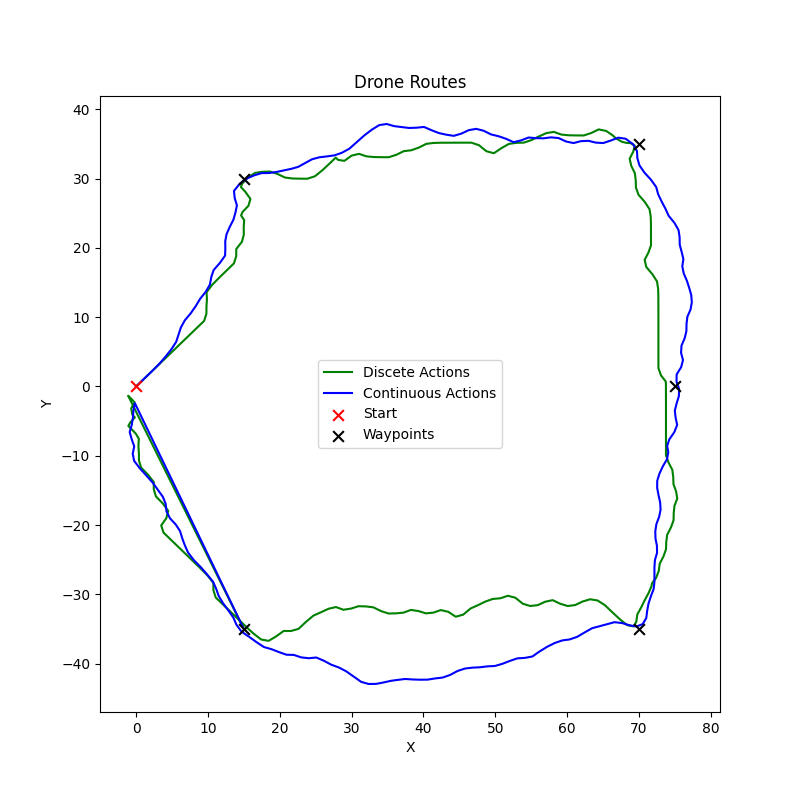 Drone Routes
40
30
20
10
0
−10
−20
−30
−40
Y
Discete Actions
Continuous Actions
Start
Waypoints
0 10 20 30 40 50 60 70 80
X